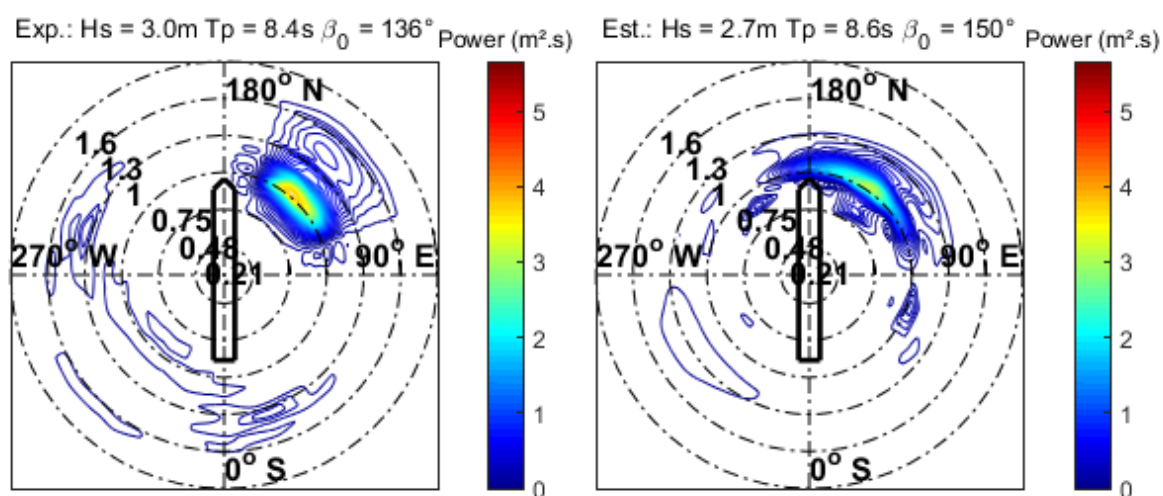 Exp.: Hs = 3.0m Tp = 8.4s β0 = 136° Power (m².s)
180° N
1.6
1.3
1
0.75
0.48
0.21
270° W
90° E
0° S
5
4
3
2
1
0
Est.: Hs = 2.7m Tp = 8.6s β0 = 150° Power (m².s)
180° N
1.6
1.3
1
0.75
0.48
0.21
270° W
90° E
0° S
5
4
3
2
1
0